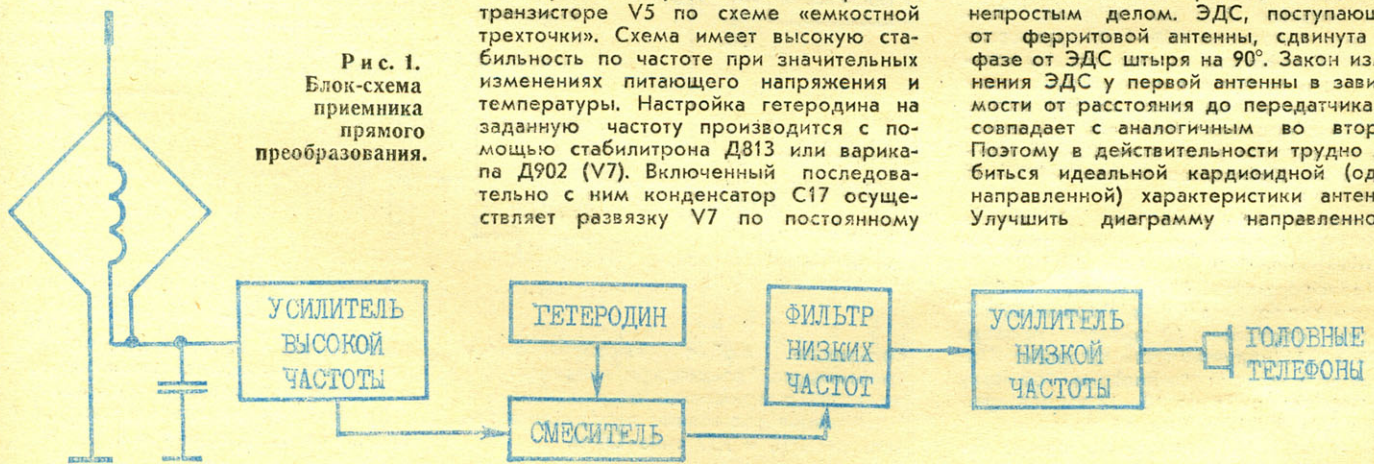 Рис. 1.
Блок-схема
приемника
прямого
преобразования.
транзисторе V5 по схеме «емкостной
трехточки». Схема имеет высокую ста-
бильность по частоте при значительных
изменениях питающего напряжения и
температуры. Настройка гетеродина на
заданную частоту производится с по-
мощью стабилитрона Д813 или варика-
па Д902 (V7). Включенный последова-
тельно с ним конденсатор С17 осуще-
ствляет развязку V7 по постоянному
непростым делом. ЭДС, поступающ
от ферритовой антенны, сдвинута
фазе от ЭДС штыря на 90°. Закон из
нения ЭДС у первой антенны в зави
мости от расстояния до передатчика
совпадает с аналогичным во втор
Поэтому в действительности трудно
биться идеальной кардиоидной (од
направленной) характеристики антен
Улучшить диаграмму направленно
УСИЛИТЕЛЬ
ВЫСОКОЙ
ЧАСТОТЫ
ГЕТЕРОДИН
СМЕСИТЕЛЬ
ФИЛЬТР
НИЗКИХ
ЧАСТОТ
УСИЛИТЕЛЬ
НИЗКОЙ
ЧАСТОТЫ
ГОЛОВНЫЕ
ТЕЛЕФОНЫ